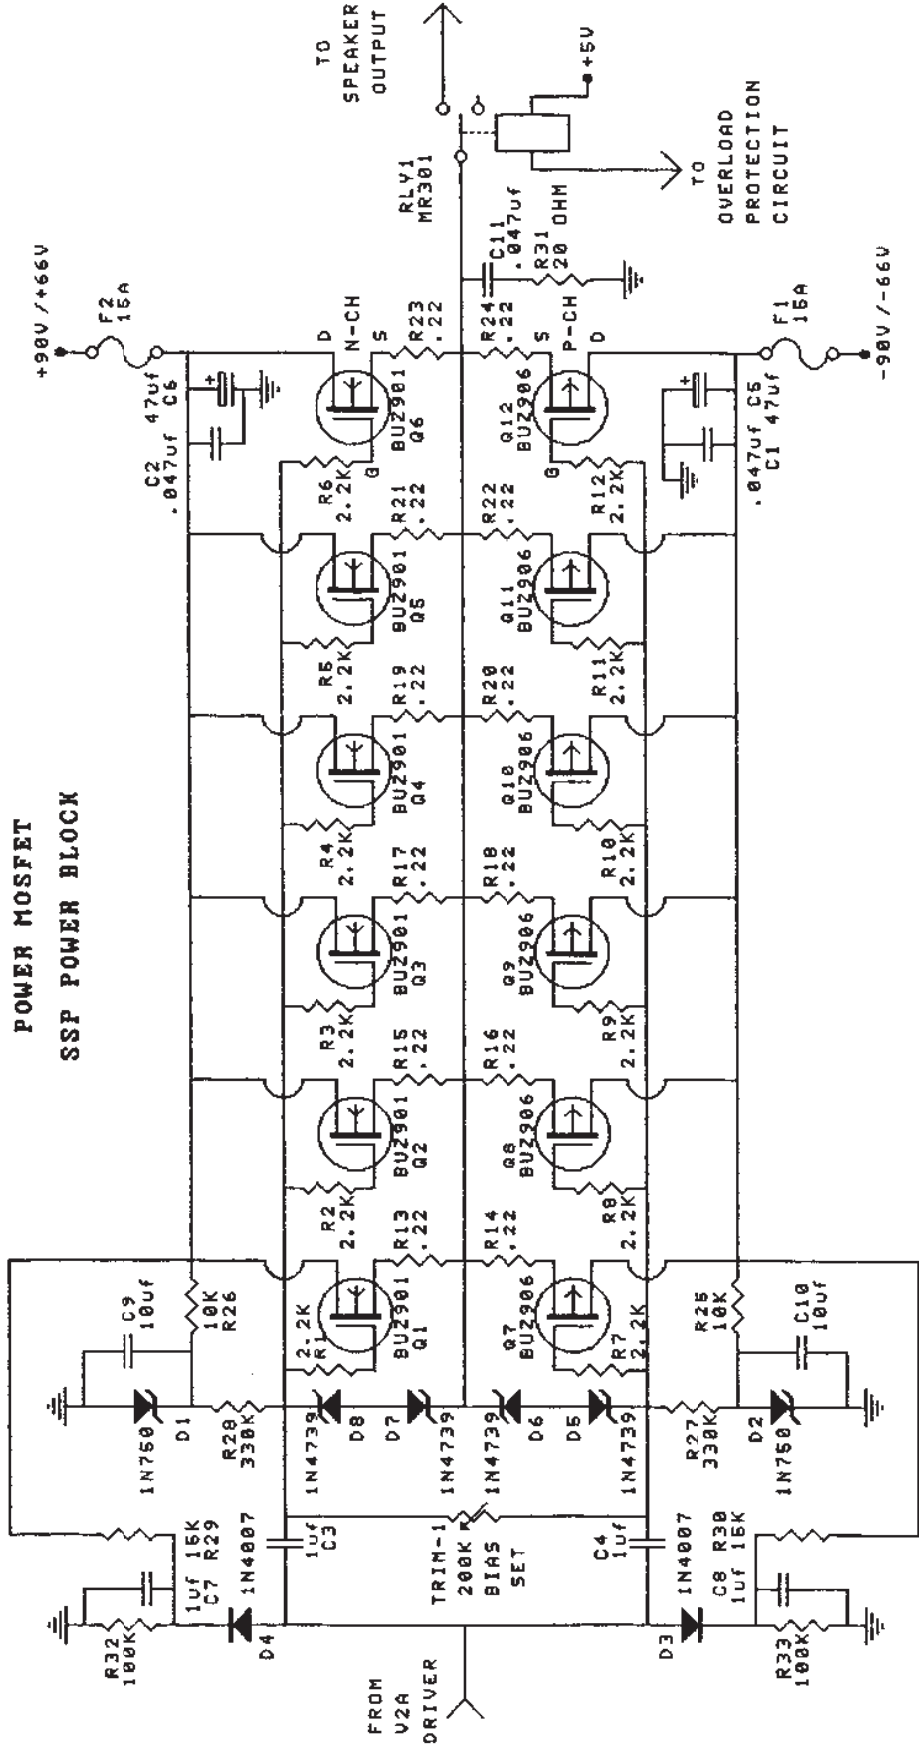 POWER MOSFET
SSP POWER BLOCK
+90V/+66V
F2
15A
C2
.047uf
47uf
C6
D
N-CH
S
G
R6
2.2K
BUZ901
Q6
R23
.22
R24
.22
Q12
BUZ906
S
P-CH
D
G
R12
2.2K
.047uf
C1
C5
47uf
F1
15A
-90V/-66V
RLY1
MR301
TO
SPEAKER
OUTPUT
+5V
TO
OVERLOAD
PROTECTION
CIRCUIT
C11
.047uf
R31
20 OHM
R5
2.2K
BUZ901
Q5
R21
.22
R22
.22
Q11
BUZ906
R11
2.2K
R4
2.2K
BUZ901
Q4
R19
.22
R20
.22
Q10
BUZ906
R10
2.2K
R3
2.2K
BUZ901
Q3
R17
.22
R18
.22
Q9
BUZ906
R9
2.2K
R2
2.2K
BUZ901
Q2
R15
.22
R16
.22
Q8
BUZ906
R8
2.2K
2.2K
R1
BUZ901
Q1
R13
.22
R14
.22
Q7
BUZ906
R7
2.2K
C9
10uf
10K
R26
1N750
D1
R28
330K
1N4739
D8
D7
1N4739
1N4739
D6
D5
1N4739
R27
330K
D2
1N750
R25
10K
C10
10uf
1uf 15K
C7 R29
R32
100K
1N4007
D4
1uf
C3
TRIM-1
200K
BIAS
SET
C4
1uf
1N4007
D3
C8 R30
1uf 15K
R33
100K
FROM
V2A
DRIVER